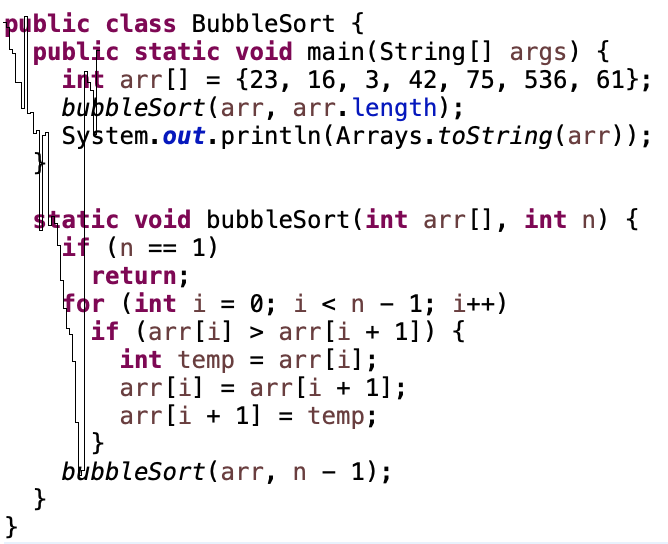 public class BubbleSort {
  public static void main(String[] args) {
    int arr[] = {23, 16, 3, 42, 75, 536, 61};
    bubbleSort(arr, arr.length);
    System.out.println(Arrays.toString(arr));
  }

  static void bubbleSort(int arr[], int n) {
    if (n == 1)
      return;
    for (int i = 0; i < n - 1; i++)
      if (arr[i] > arr[i + 1]) {
        int temp = arr[i];
        arr[i] = arr[i + 1];
        arr[i + 1] = temp;
      }
    bubbleSort(arr, n - 1);
  }
}